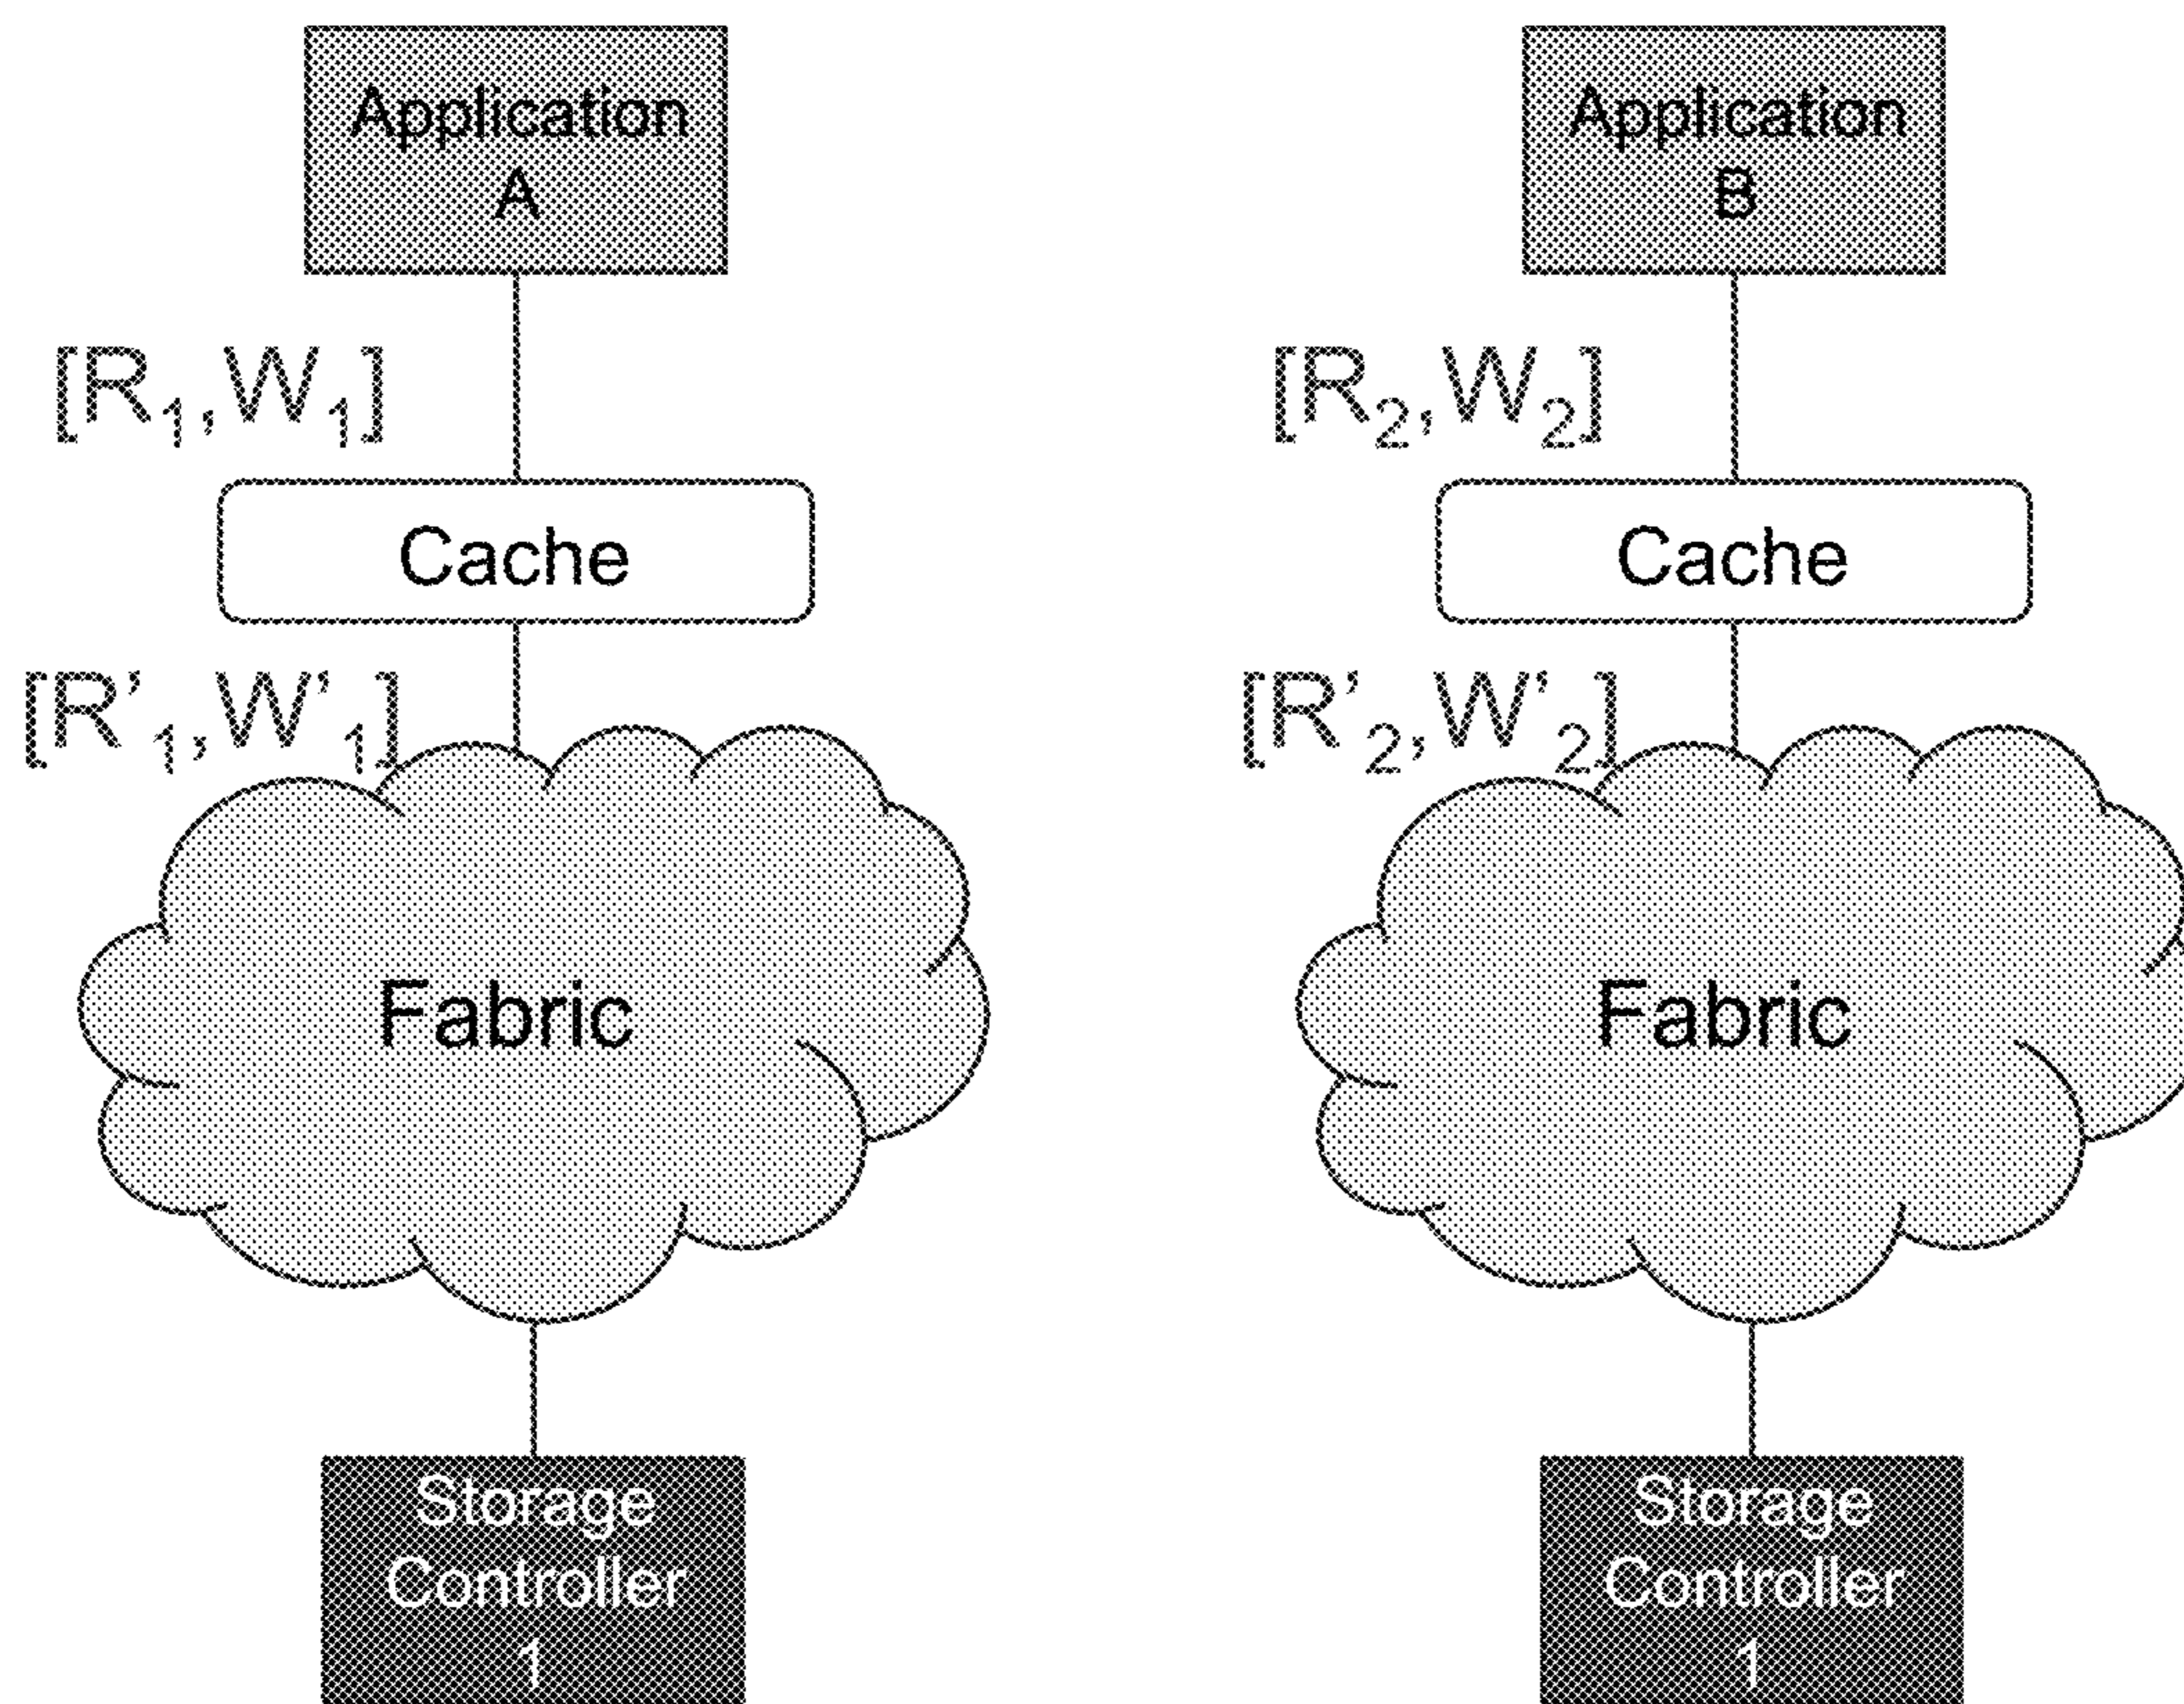 Application
A
[R₁,W₁]
Cache
[R'₁,W'₁]
Fabric
Storage
Controller
1
Application
B
[R₂,W₂]
Cache
[R'₂,W'₂]
Fabric
Storage
Controller
1